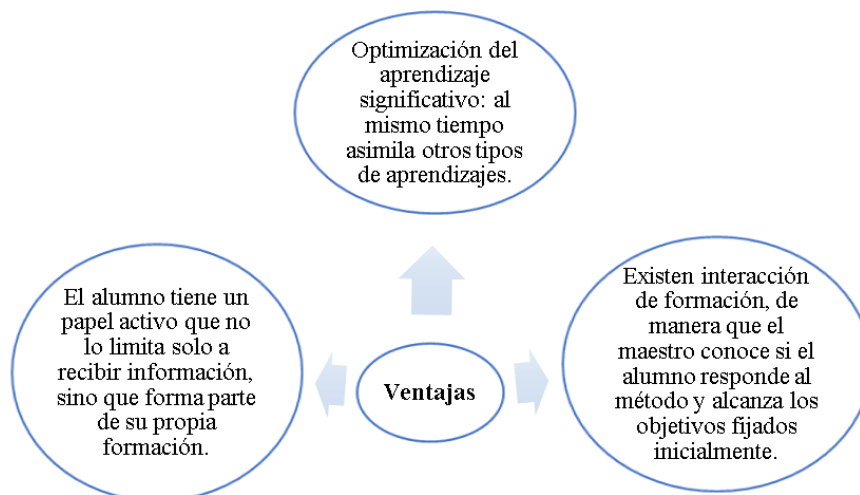 Optimización del
aprendizaje
significativo: al
mismo tiempo
asimila otros tipos
de aprendizajes.
El alumno tiene un
papel activo que no
lo limita solo a
recibir información,
sino que forma parte
de su propia
formación.
Ventajas
Existen interacción
de formación, de
manera que el
maestro conoce si el
alumno responde al
método y alcanza los
objetivos fijados
inicialmente.